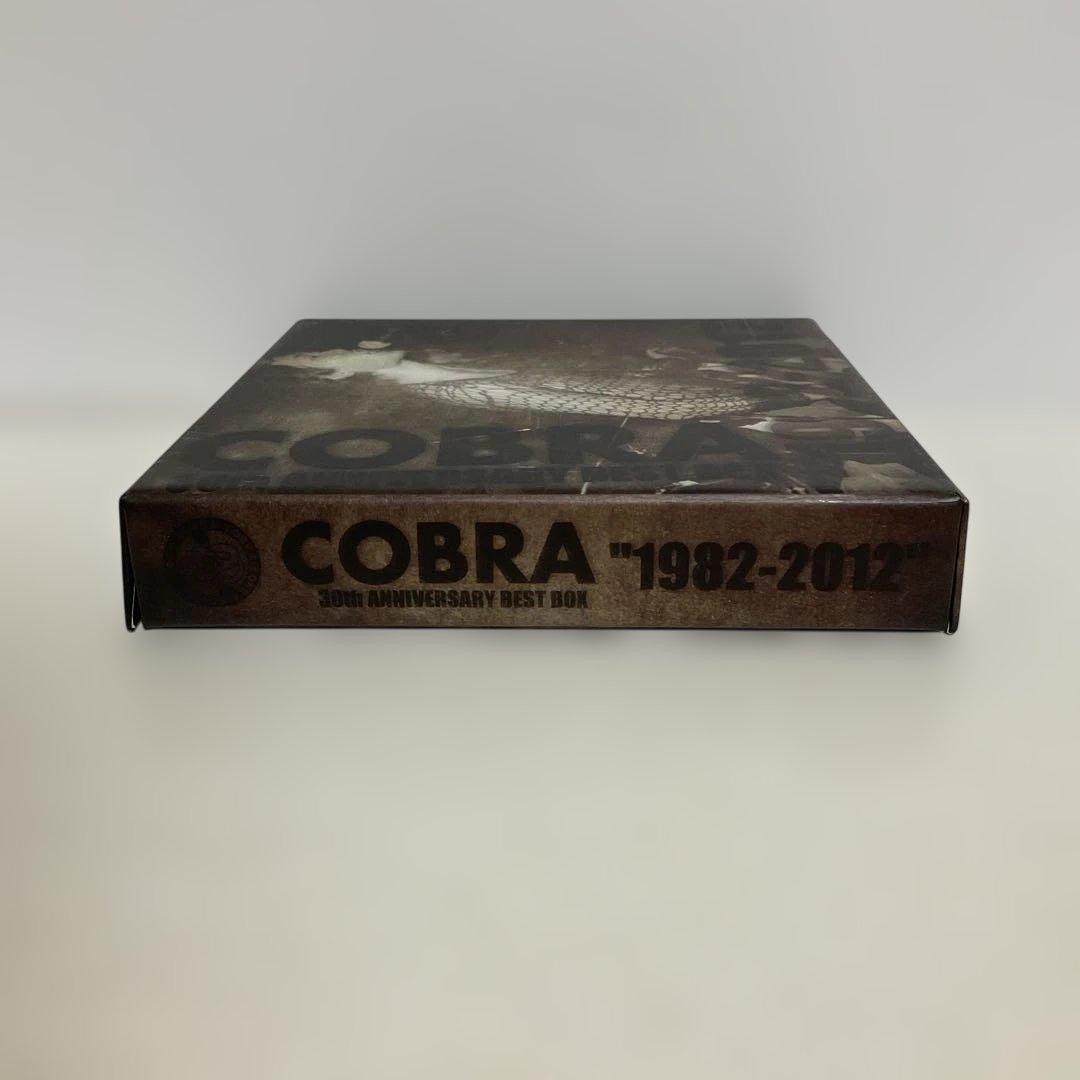 COBRA
COBRA
30th ANNIVERSARY BEST BOX
"1982-2012"